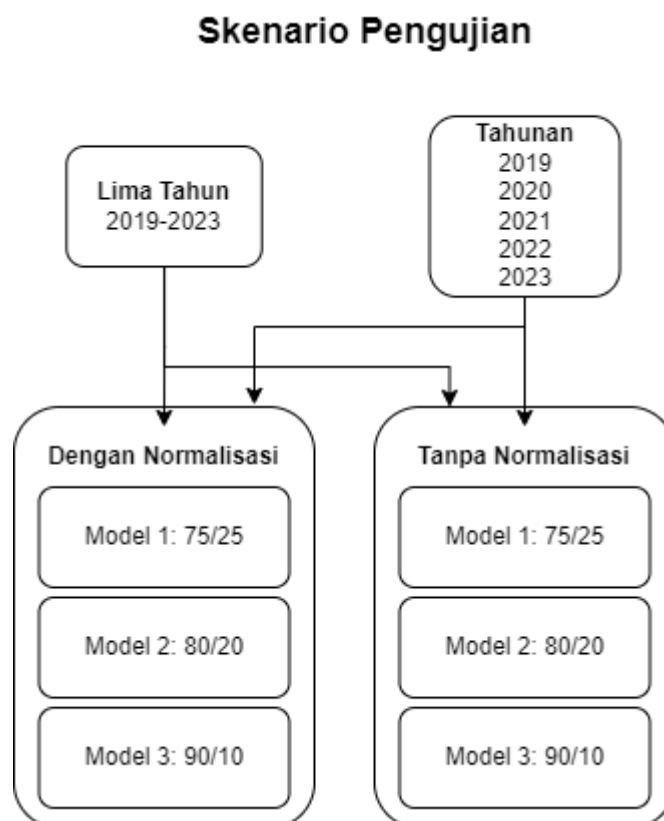 Skenario Pengujian
Lima Tahun
2019-2023
Tahunan
2019
2020
2021
2022
2023
Dengan Normalisasi
Model 1: 75/25
Model 2: 80/20
Model 3: 90/10
Tanpa Normalisasi
Model 1: 75/25
Model 2: 80/20
Model 3: 90/10